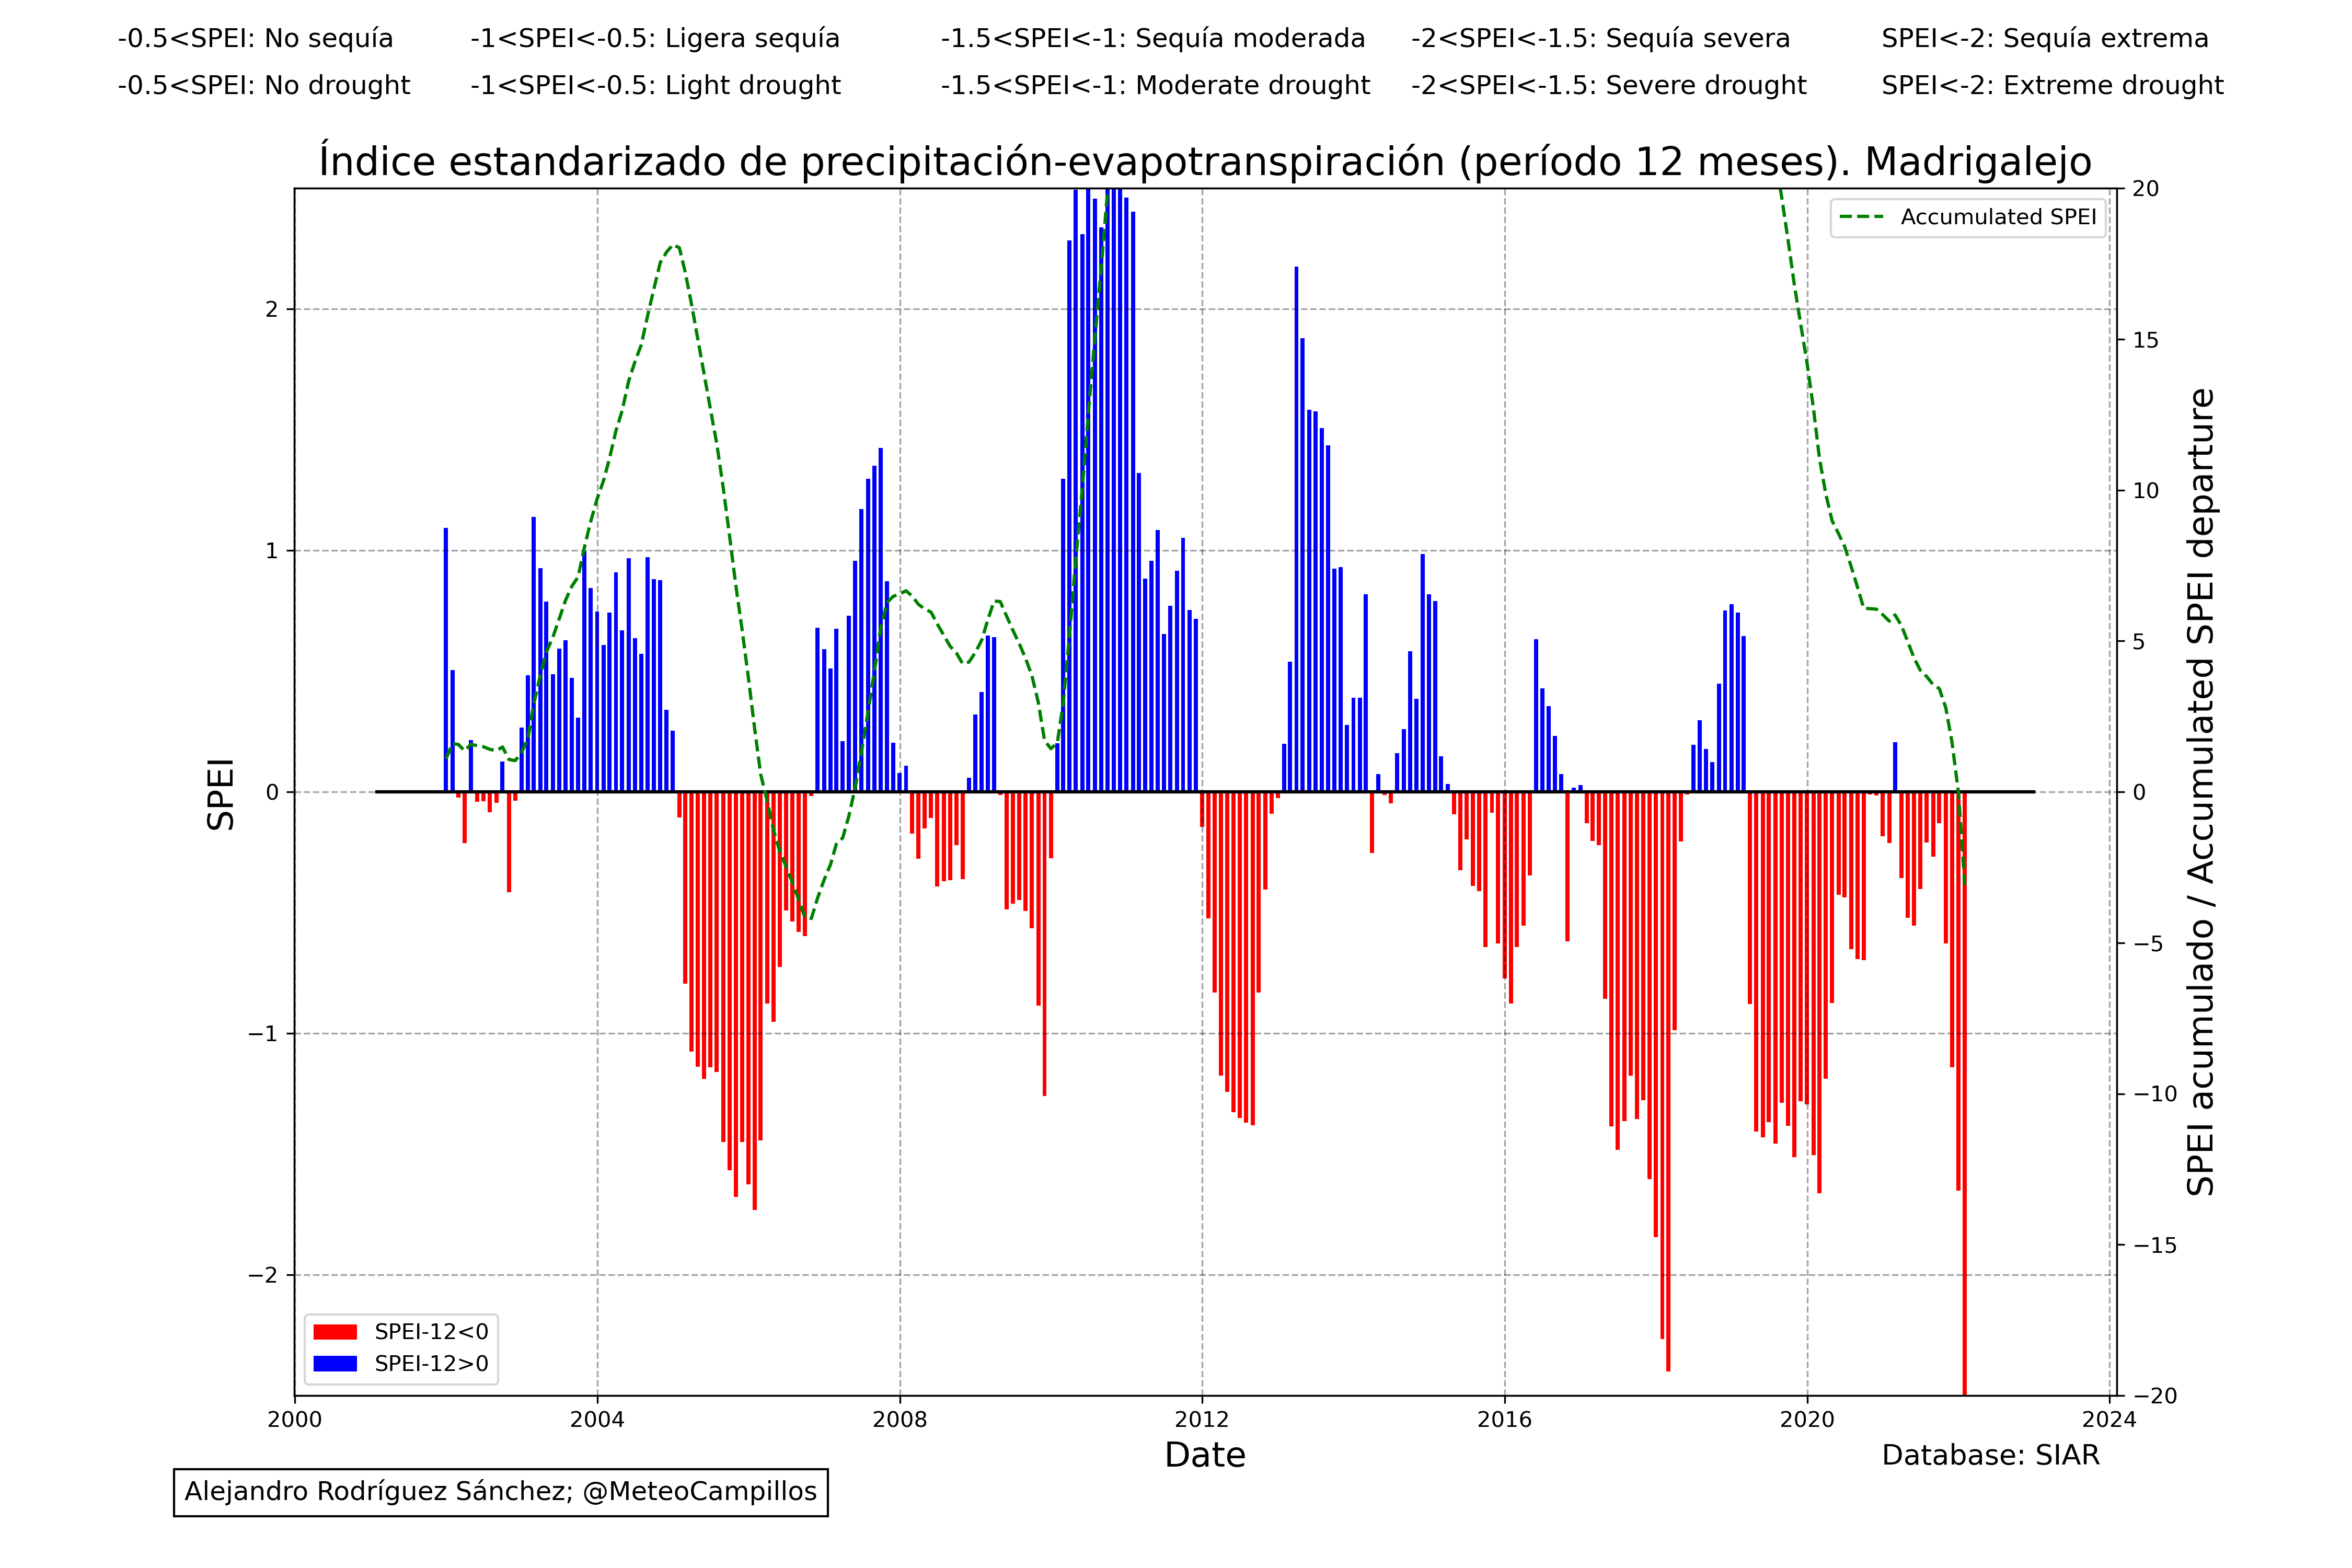 -0.5<SPEI: No sequía -1<SPEI<-0.5: Ligera sequía -1.5<SPEI<-1: Sequía moderada -2<SPEI<-1.5: Sequía severa SPEI<-2: Sequía extrema
-0.5<SPEI: No drought -1<SPEI<-0.5: Light drought -1.5<SPEI<-1: Moderate drought -2<SPEI<-1.5: Severe drought SPEI<-2: Extreme drought
Índice estandarizado de precipitación-evapotranspiración (período 12 meses). Madrigalejo
Accumulated SPEI
SPEI
2
1
0
−1
−2
20
15
10
5
0
−5
−10
−15
−20
SPEI acumulado / Accumulated SPEI departure
SPEI-12<0
SPEI-12>0
2000 2004 2008 2012 2016 2020 2024
Date
Database: SIAR
Alejandro Rodríguez Sánchez; @MeteoCampillos